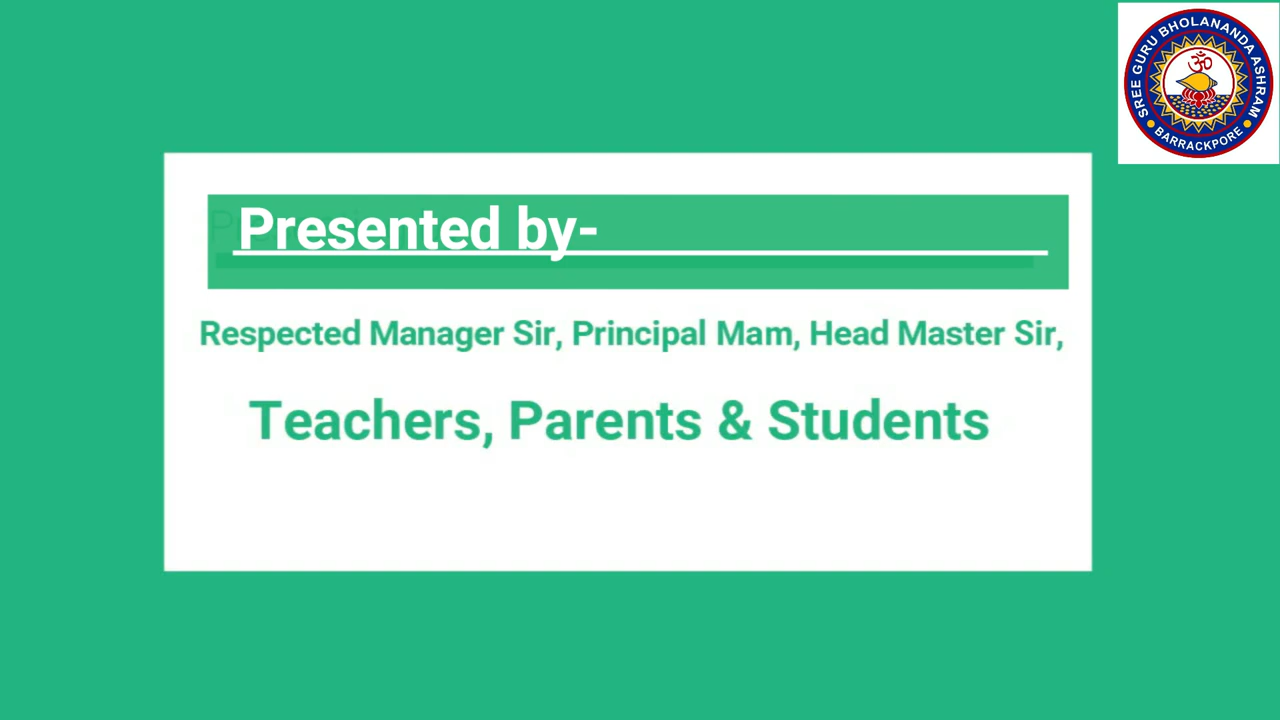 SREE GURU BHOLANANDA ASHRAM
ॐ
BARRACKPORE
Presented by-
Respected Manager Sir, Principal Mam, Head Master Sir,
Teachers, Parents & Students